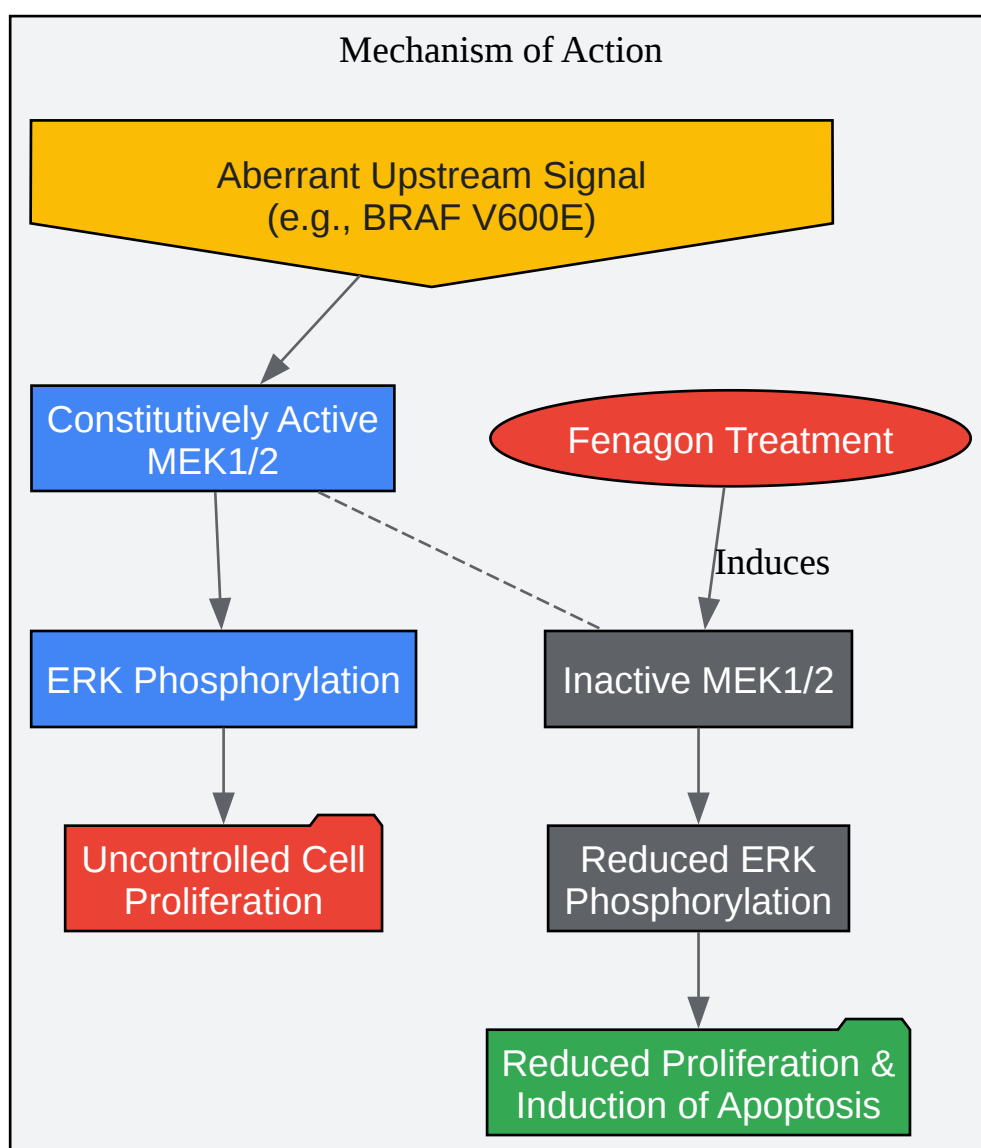 Mechanism of Action
Aberrant Upstream Signal
(e.g., BRAF V600E)
Constitutively Active
MEK1/2
Fenagon Treatment
Induces
ERK Phosphorylation
Inactive MEK1/2
Uncontrolled Cell
Proliferation
Reduced ERK
Phosphorylation
Reduced Proliferation &
Induction of Apoptosis